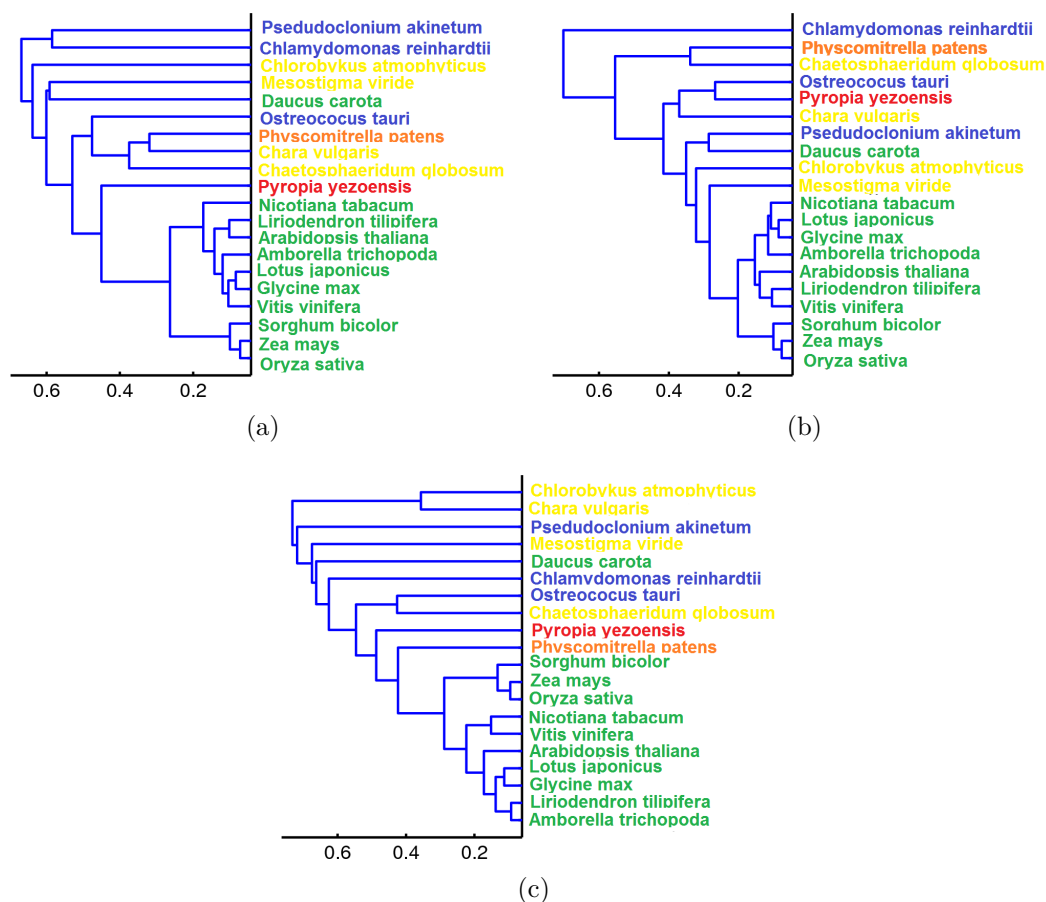 Psedudoclonium akinetum
Chlamydomonas reinhardtii
Chlorobykus atmophyticus
Mesostigma viride
Daucus carota
Ostreococus tauri
Physcomitrella patens
Chara vulgaris
Chaetosphaeridum globosum
Pyropia yezoensis
Nicotiana tabacum
Liriodendron tilipifera
Arabidopsis thaliana
Amborella trichopoda
Lotus japonicus
Glycine max
Vitis vinifera
Sorghum bicolor
Zea mays
Oryza sativa
0.6 0.4 0.2
(a)
Chlamydomonas reinhardtii
Physcomitrella patens
Chaetosphaeridum globosum
Ostreococus tauri
Pyropia yezoensis
Chara vulgaris
Psedudoclonium akinetum
Daucus carota
Chlorobykus atmophyticus
Mesostigma viride
Nicotiana tabacum
Lotus japonicus
Glycine max
Amborella trichopoda
Arabidopsis thaliana
Liriodendron tilipifera
Vitis vinifera
Sorghum bicolor
Zea mays
Oryza sativa
0.6 0.4 0.2
(b)
Chlorobykus atmophyticus
Chara vulgaris
Psedudoclonium akinetum
Mesostigma viride
Daucus carota
Chlamydomonas reinhardtii
Ostreococus tauri
Chaetosphaeridum globosum
Pyropia yezoensis
Physcomitrella patens
Sorghum bicolor
Zea mays
Oryza sativa
Nicotiana tabacum
Vitis vinifera
Arabidopsis thaliana
Lotus japonicus
Glycine max
Liriodendron tilipifera
Amborella trichopoda
0.6 0.4 0.2
(c)